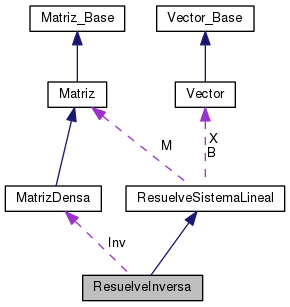 Matriz_Base
Vector_Base
Matriz
Vector
M
X
B
MatrizDensa
ResuelveSistemaLineal
Inv
ResuelveInversa